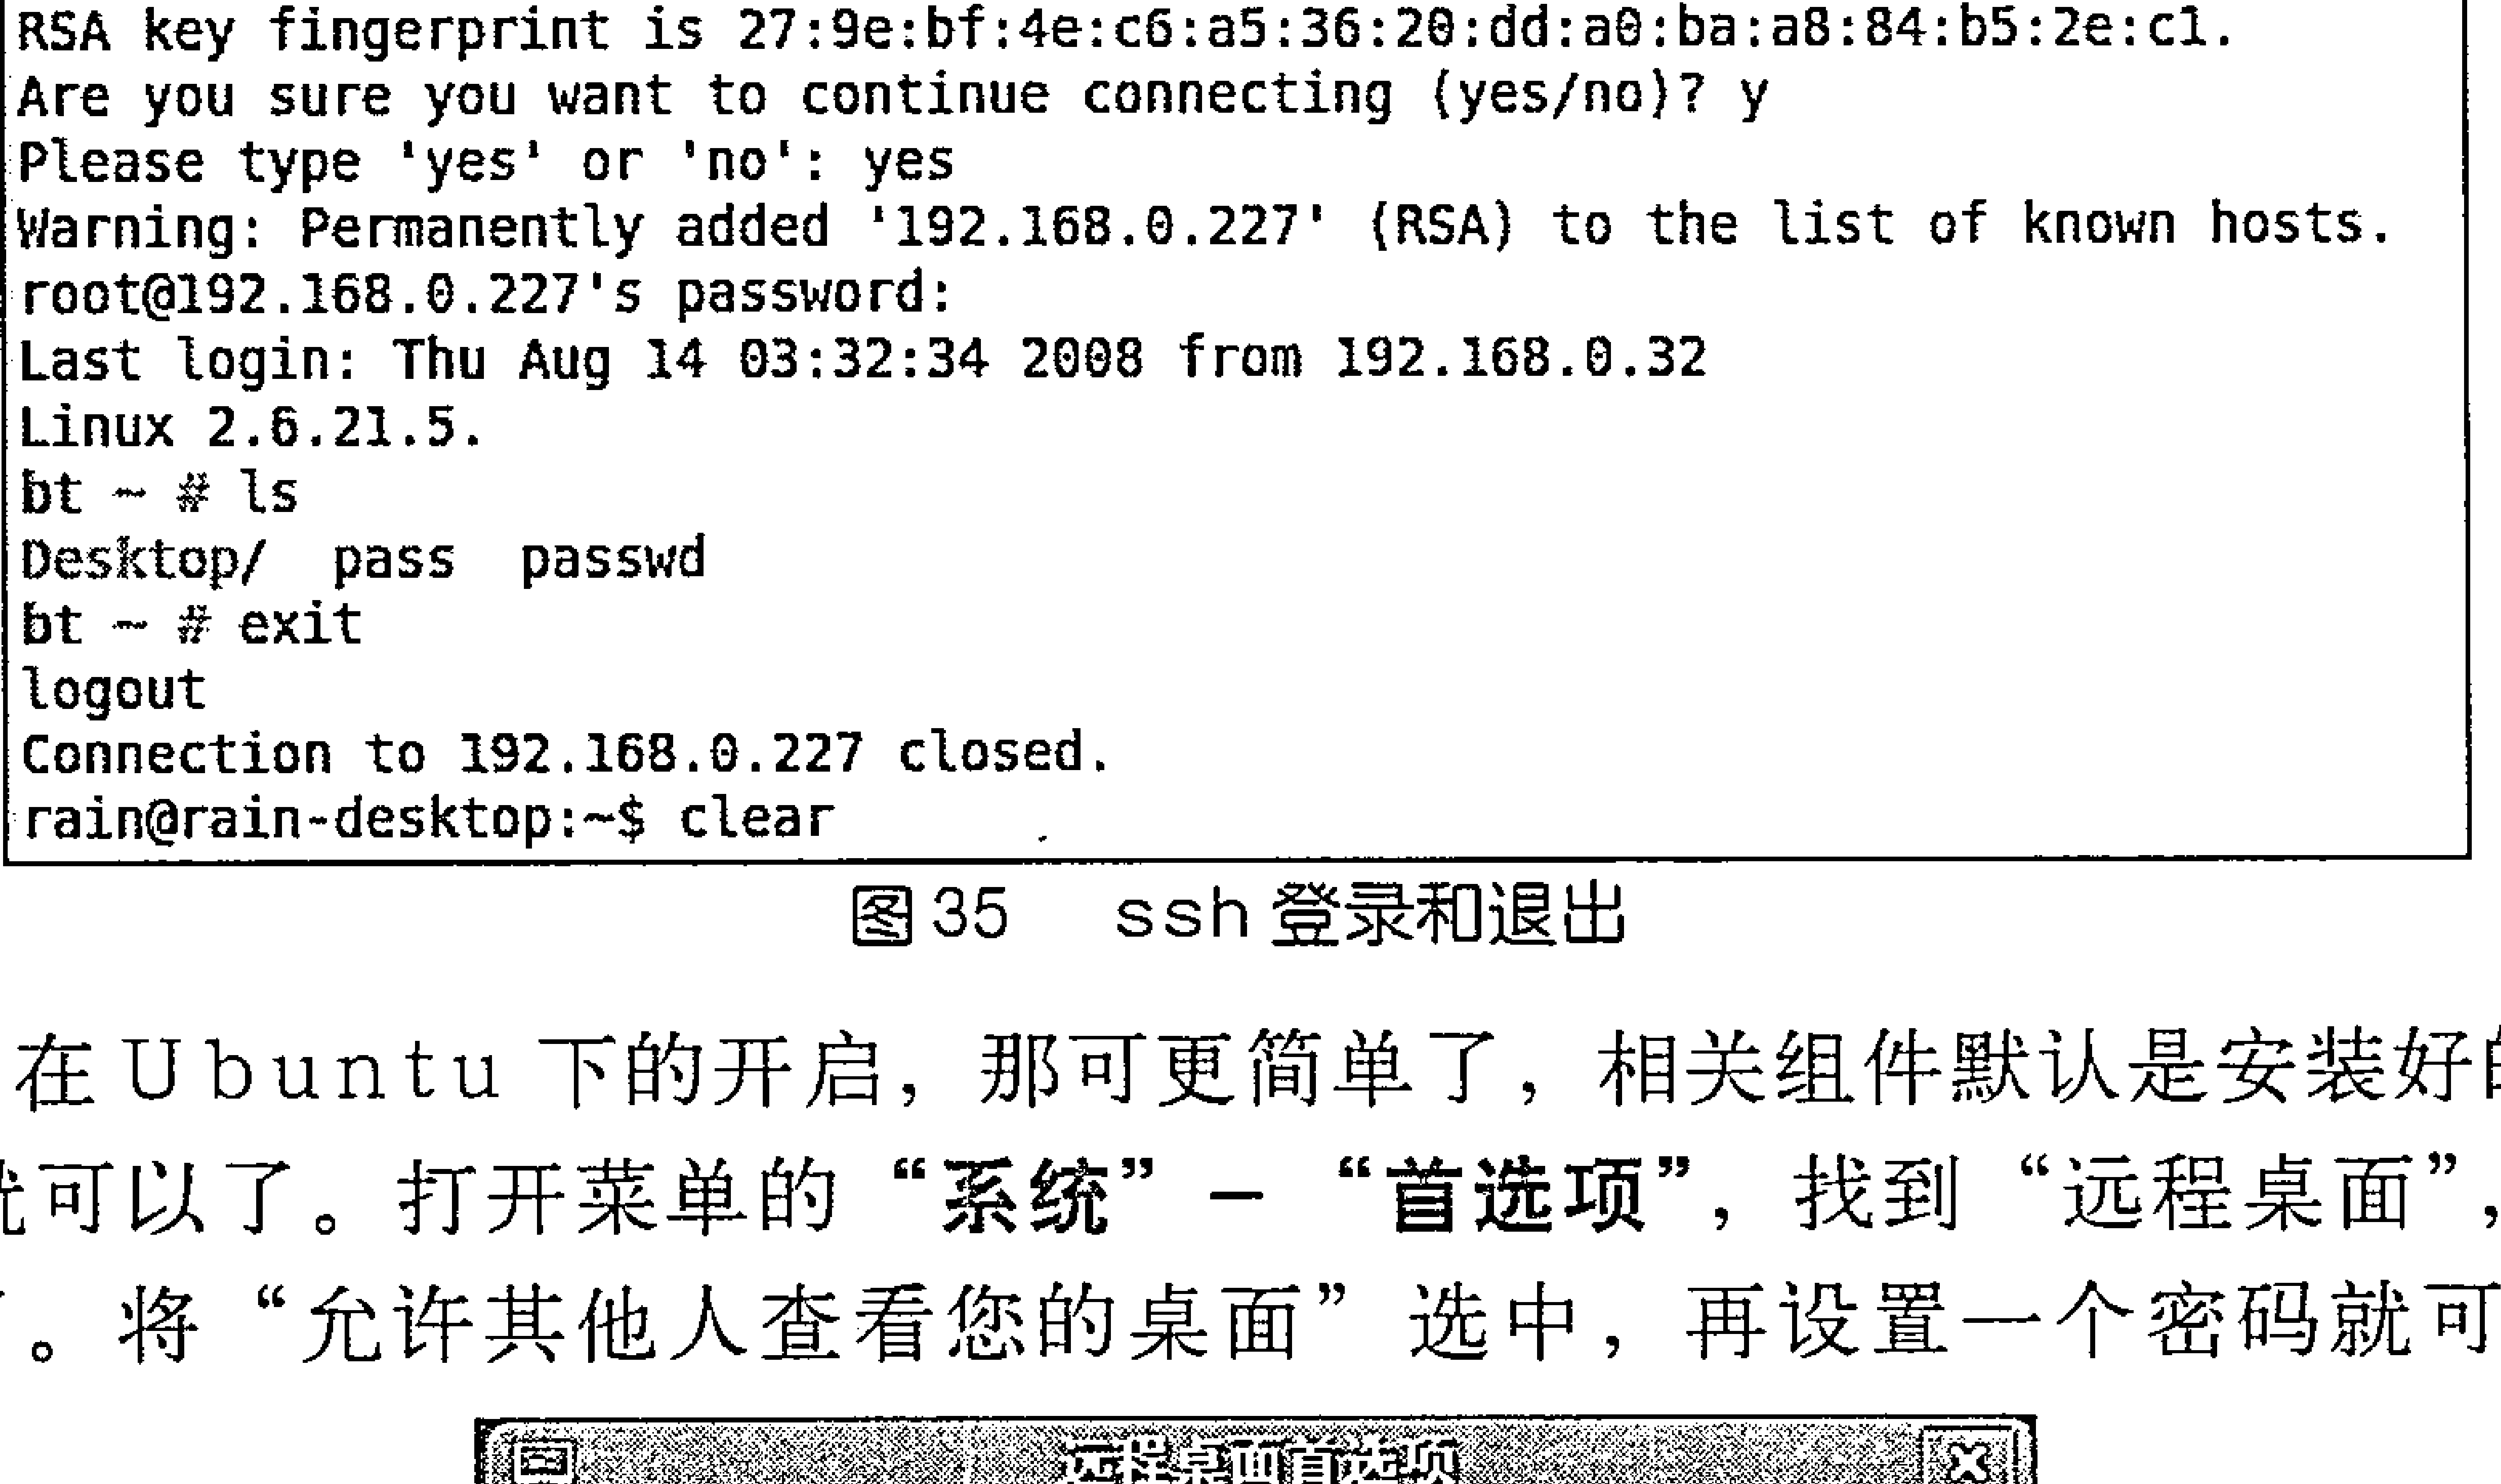 RSA key fingerprint is 27:9e:bf:4e:c6:a5:36:20:dd:a0:ba:a8:84:b5:2e:c1.
Are you sure you want to continue connecting (yes/no)? y
Please type 'yes' or 'no': yes
Warning: Permanently added '192.168.0.227' (RSA) to the list of known hosts.
root@192.168.0.227's password:
Last login: Thu Aug 14 03:32:34 2008 from 192.168.0.32
Linux 2.6.21.5.
bt ~ # ls
Desktop/  pass  passwd
bt ~ # exit
logout
Connection to 192.168.0.227 closed.
rain@rain-desktop:~$ clear
图35  ssh登录和退出
在Ubuntu下的开启，那可更简单了，相关组件默认是安装好的
就可以了。打开菜单的“系统”—“首选项”，找到“远程桌面”，
。将“允许其他人查看您的桌面”选中，再设置一个密码就可
远程桌面首选项